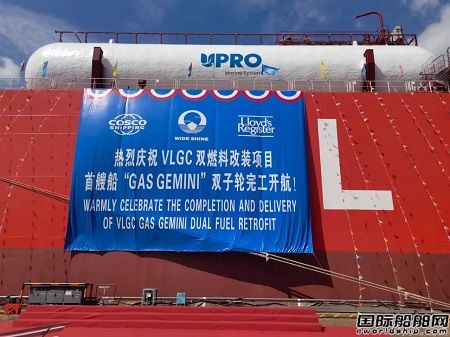 UPRO
Marine System
COSCO
SHIPPING
WIDE SHINE
Lloyd's
Register
热烈庆祝 VLGC 双燃料改装项目
首艘船“GAS GEMINI”双子轮完工开航！
WARMLY CELEBRATE THE COMPLETION AND DELIVERY
OF VLGC GAS GEMINI DUAL FUEL RETROFIT
L
国际船舶网
eworldship.com